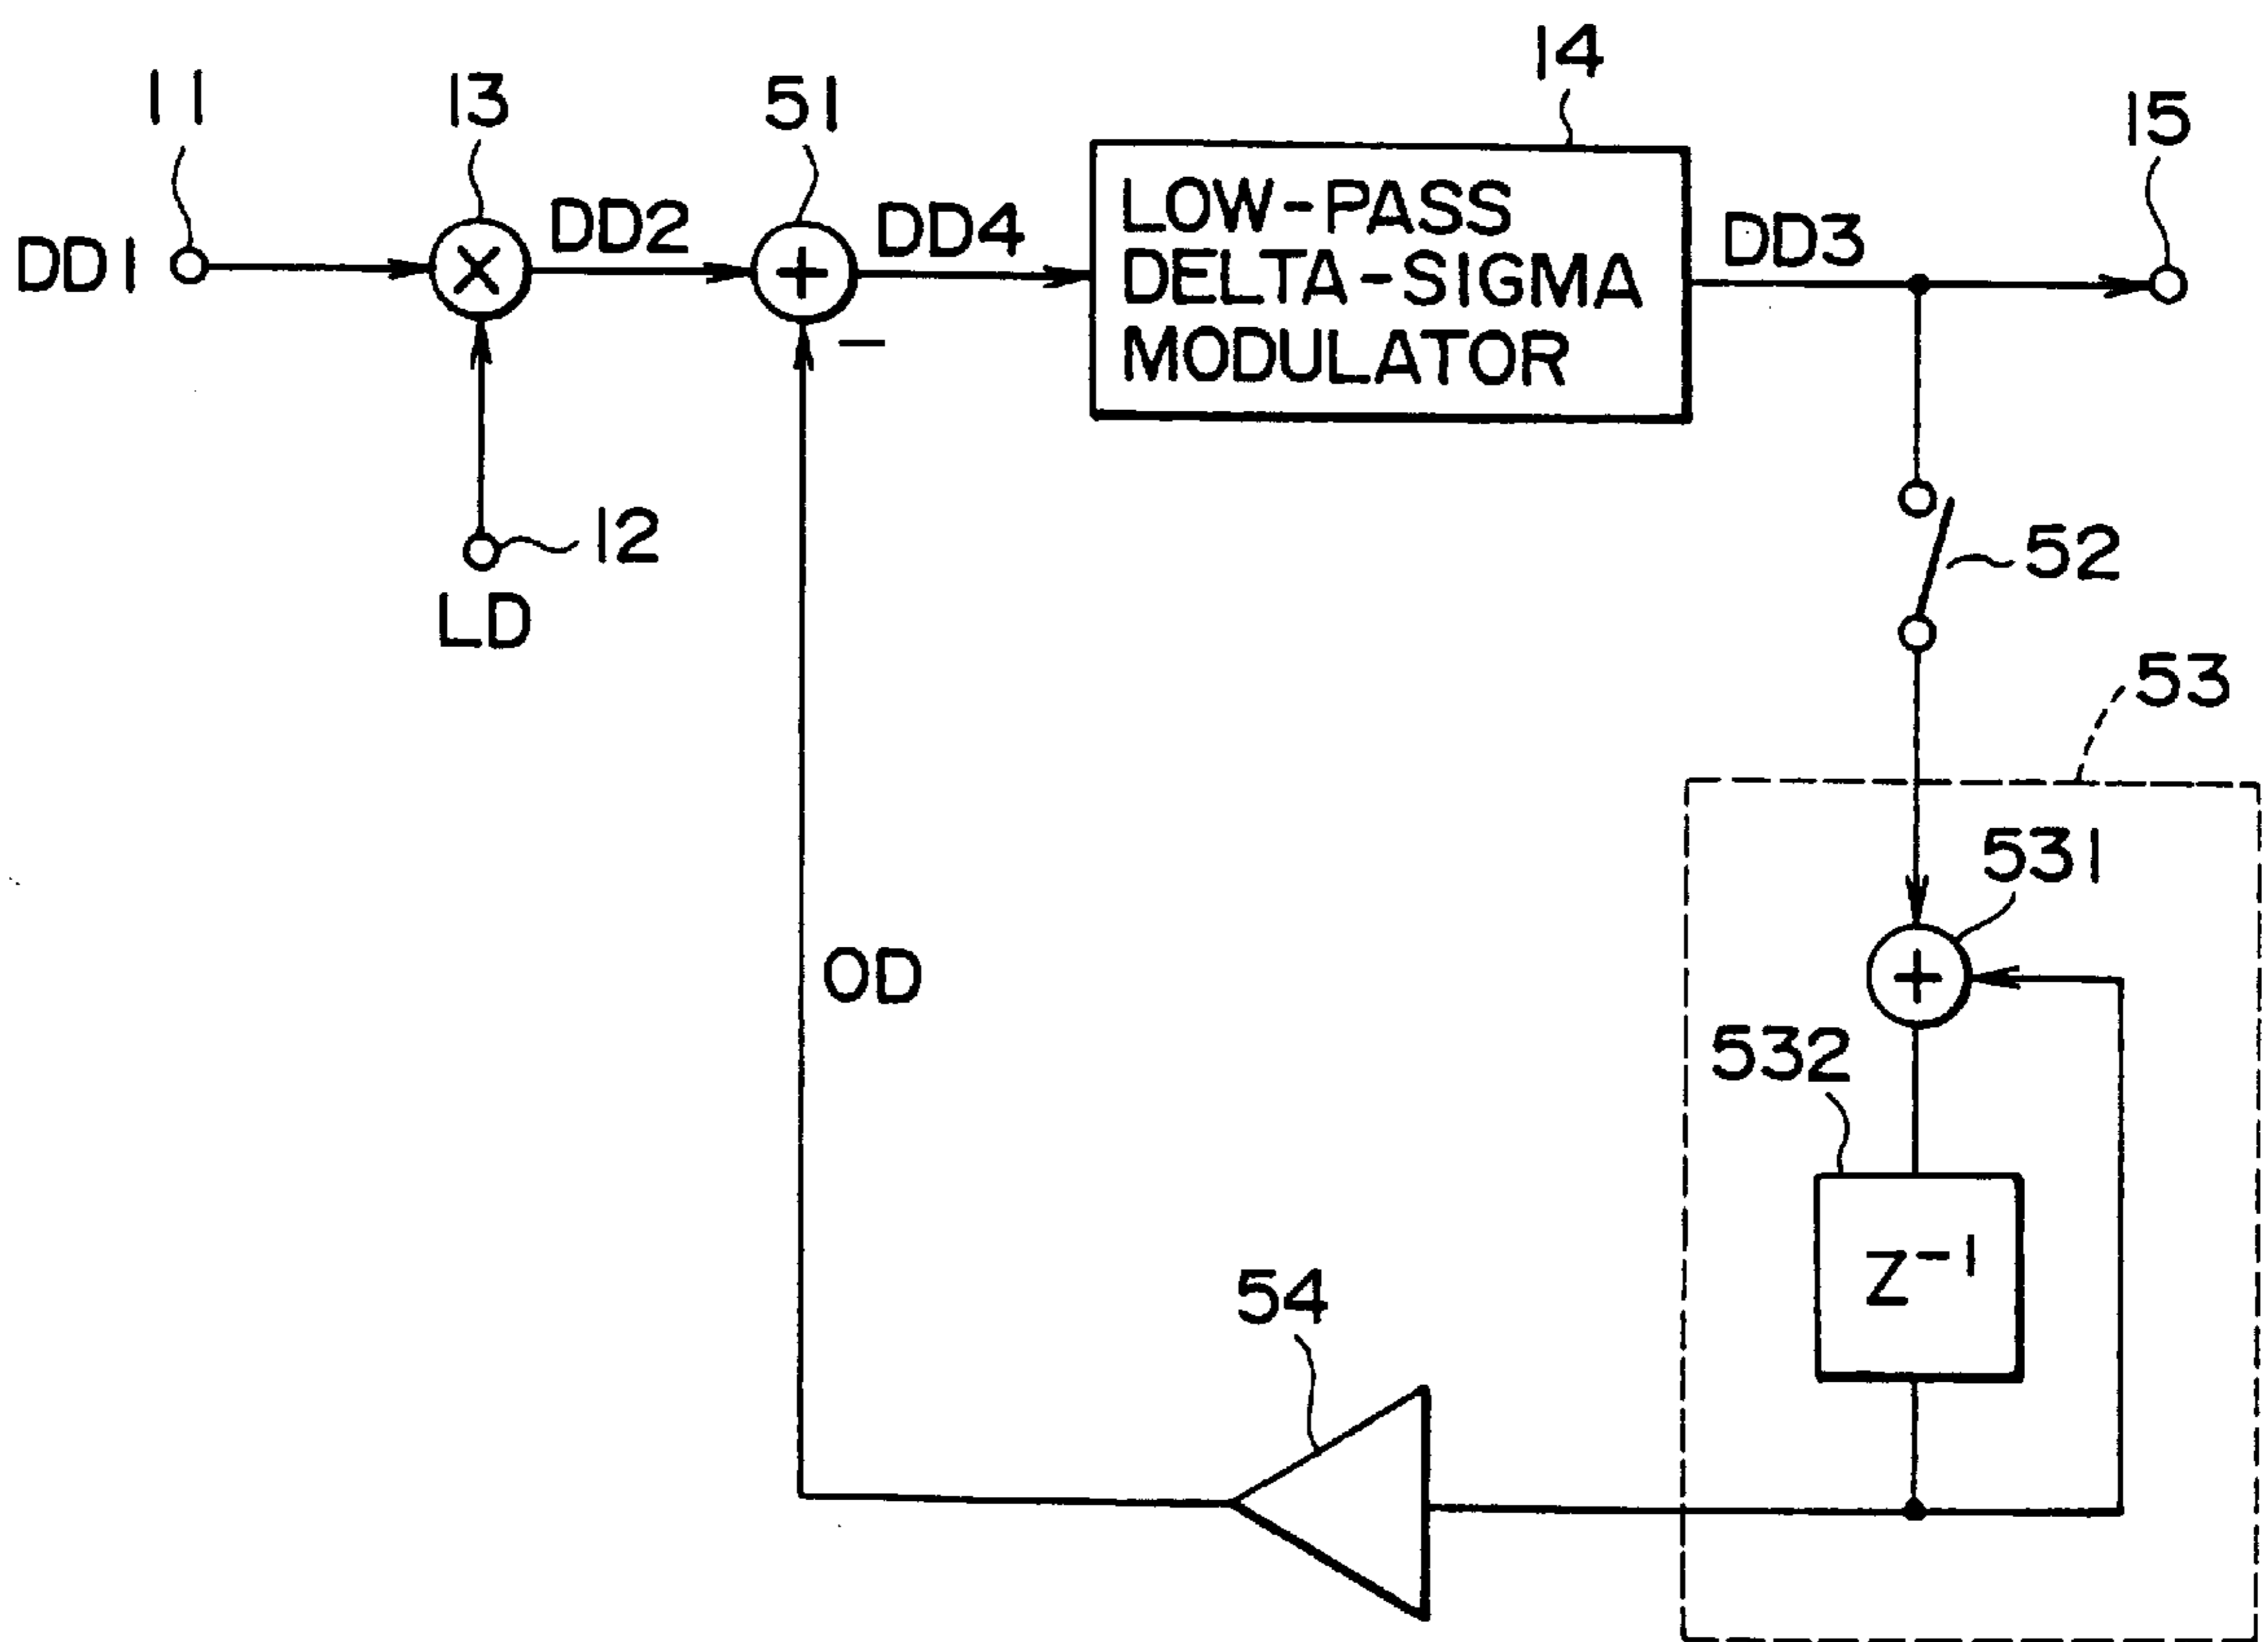 14
11
13
51
15
DD1
DD2
DD4
LOW-PASS
DELTA-SIGMA
MODULATOR
DD3
×
+
−
12
LD
52
53
531
OD
+
532
Z⁻¹
54